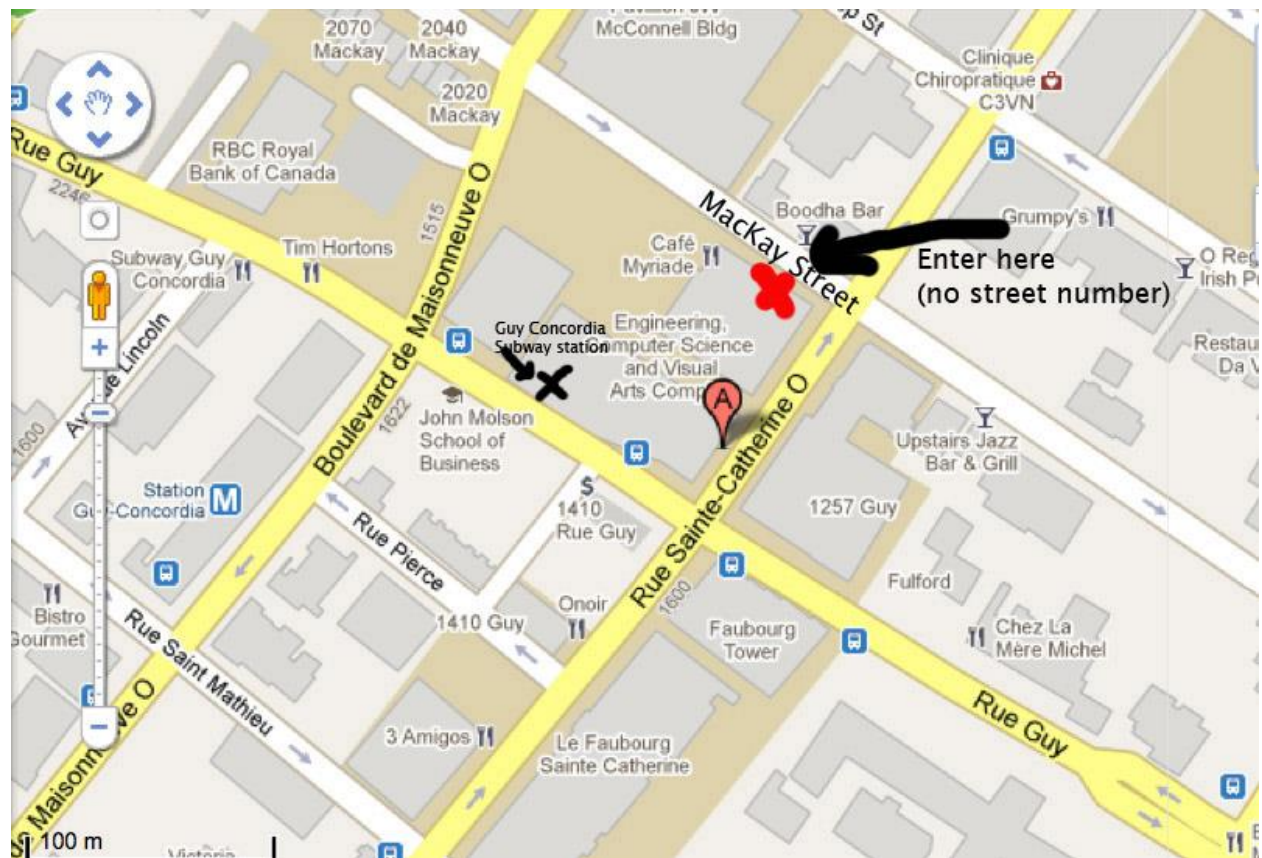 2070
Mackay
2040
Mackay
McConnell Bldg
2020
Mackay
Clinique
Chiropratique
C3VN
Rue Guy
2246
RBC Royal
Bank of Canada
1515
Boulevard de Maisonneuve O
1622
MacKay Street
Boodha Bar
Grumpy's
Enter here
(no street number)
Café
Myriade
Subway Guy
Concordia
Tim Hortons
Guy Concordia
Subway station
Engineering,
Computer Science
and Visual
A
John Molson
School of
Business
1600
Station
Guy-Concordia
M
$
1410
Rue Guy
Upstairs Jazz
Bar & Grill
1257 Guy
Rue Sainte-Catherine O
1600
Rue Pierce
Onoir
1410 Guy
Faubourg
Tower
Fulford
Chez La
Mère Michel
Bistro
Gourmet
Rue Saint Mathieu
Rue Guy
3 Amigos
Le Faubourg
Sainte Catherine
100 m